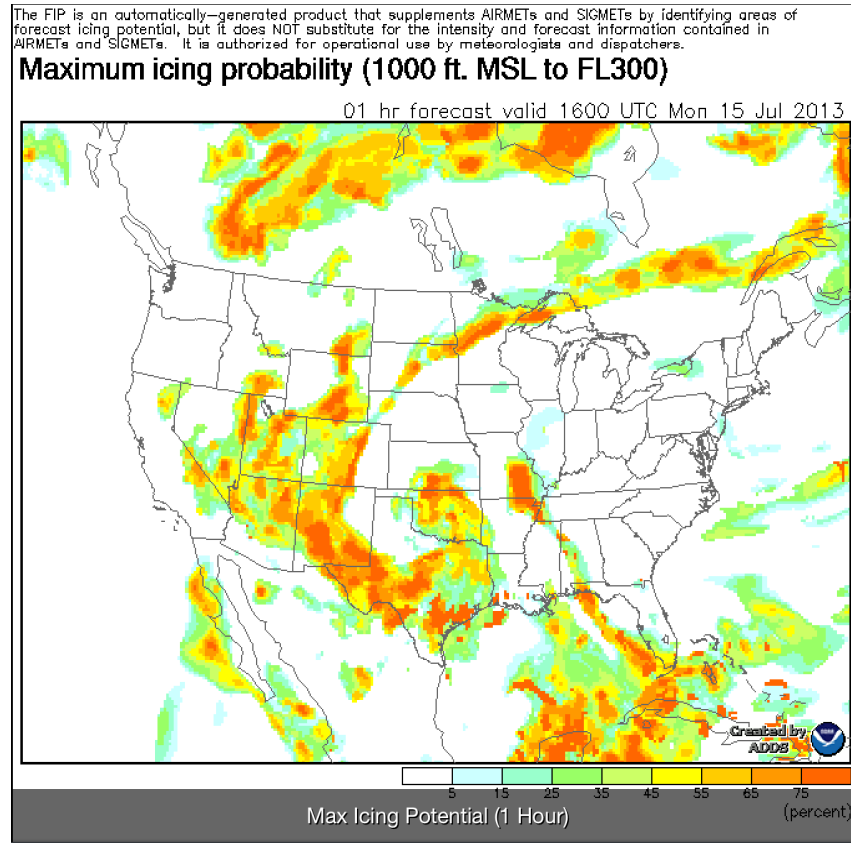 The FIP is an automatically-generated product that supplements AIRMETs and SIGMETs by identifying areas of
forecast icing potential, but it does NOT substitute for the intensity and forecast information contained in
AIRMETs and SIGMETs. It is authorized for operational use by meteorologists and dispatchers.
Maximum icing probability (1000 ft. MSL to FL300)
01 hr forecast valid 1600 UTC Mon 15 Jul 2013
Created by
ADDS
5 15 25 35 45 55 65 75
(percent)
Max Icing Potential (1 Hour)